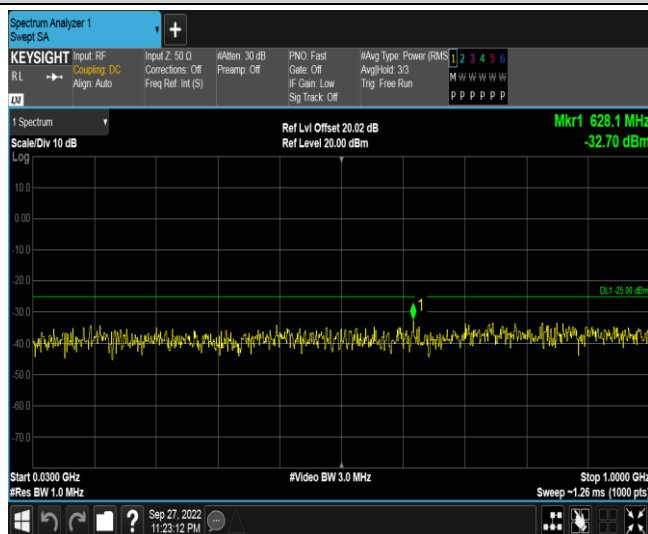 Spectrum Analyzer 1
Swept SA
+
KEYSIGHT
RL
LXI
Input: RF
Coupling: DC
Align: Auto
Input Z: 50 Ω
Corrections: Off
Freq Ref: Int (S)
#Atten: 30 dB
Preamp: Off
PNO: Fast
Gate: Off
IF Gain: Low
Sig Track: Off
#Avg Type: Power (RMS
Avg|Hold: 3/3
Trig: Free Run
1 2 3 4 5 6
M W W W W W
P P P P P P
1 Spectrum
Scale/Div 10 dB
Log
Ref Lvl Offset 20.02 dB
Ref Level 20.00 dBm
Mkr1 628.1 MHz
-32.70 dBm
10.0
0.00
-10.0
-20.0
DL1 -25.00 dBm
1
-30.0
-40.0
-50.0
-60.0
-70.0
Start 0.0300 GHz
#Video BW 3.0 MHz
Stop 1.0000 GHz
#Res BW 1.0 MHz
Sweep ~1.26 ms (1000 pts)
?
Sep 27, 2022
11:23:12 PM